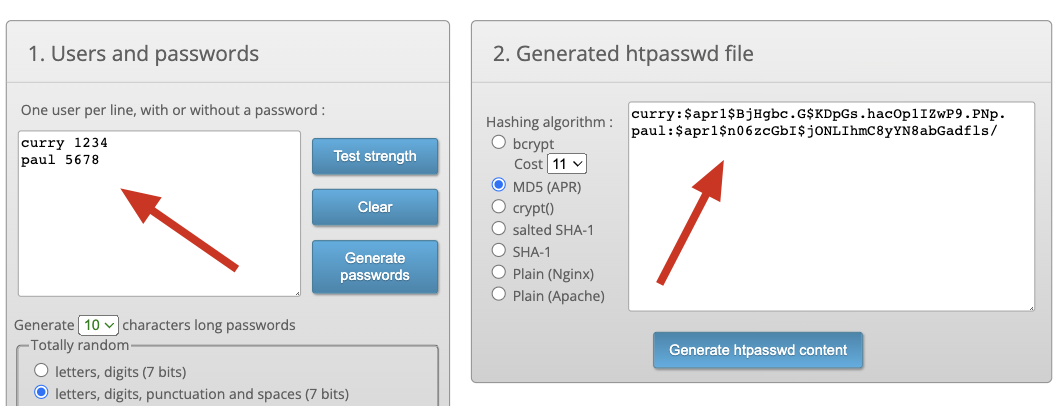 1. Users and passwords
One user per line, with or without a password :
curry 1234
paul 5678
Test strength
Clear
Generate
passwords
Generate 10 characters long passwords
Totally random
letters, digits (7 bits)
letters, digits, punctuation and spaces (7 bits)
2. Generated htpasswd file
Hashing algorithm :
bcrypt
Cost 11
MD5 (APR)
crypt()
salted SHA-1
SHA-1
Plain (Nginx)
Plain (Apache)
curry:$apr1$BjHgbc.G$KDpGs.hacOp1IZwP9.PNp.
paul:$apr1$n06zcGbI$jONLIhmC8yYN8abGadfls/
Generate htpasswd content